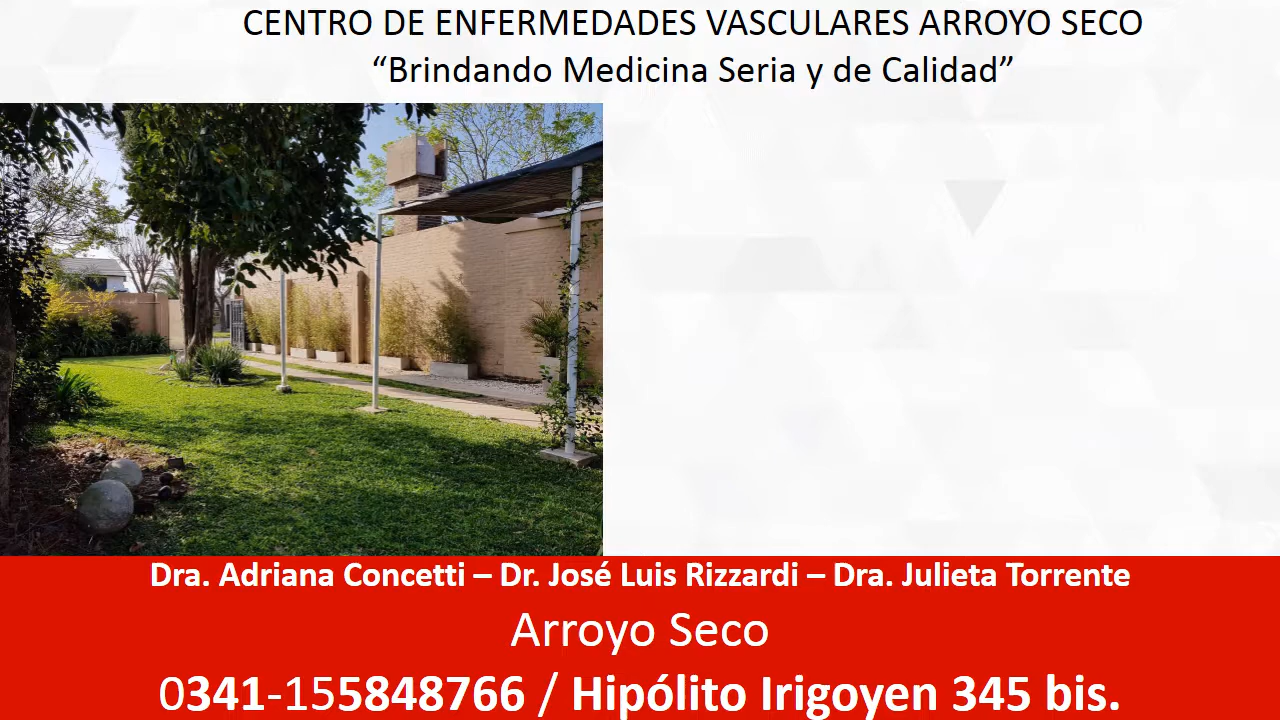 CENTRO DE ENFERMEDADES VASCULARES ARROYO SECO
“Brindando Medicina Seria y de Calidad”
Dra. Adriana Concetti – Dr. José Luis Rizzardi – Dra. Julieta Torrente
Arroyo Seco
0341-155848766 / Hipólito Irigoyen 345 bis.